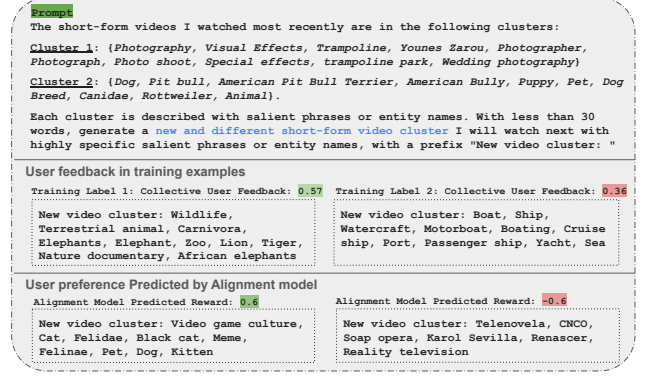 Prompt
The short-form videos I watched most recently are in the following clusters:
Cluster 1: {Photography, Visual Effects, Trampoline, Younes Zarou, Photographer,
Photograph, Photo shoot, Special effects, trampoline park, Wedding photography}
Cluster 2: {Dog, Pit bull, American Pit Bull Terrier, American Bully, Puppy, Pet, Dog
Breed, Canidae, Rottweiler, Animal}.
Each cluster is described with salient phrases or entity names. With less than 30
words, generate a new and different short-form video cluster I will watch next with
highly specific salient phrases or entity names, with a prefix "New video cluster: "
User feedback in training examples
Training Label 1: Collective User Feedback: 0.57
New video cluster: Wildlife,
Terrestrial animal, Carnivora,
Elephants, Elephant, Zoo, Lion, Tiger,
Nature documentary, African elephants
Training Label 2: Collective User Feedback: 0.36
New video cluster: Boat, Ship,
Watercraft, Motorboat, Boating, Cruise
ship, Port, Passenger ship, Yacht, Sea
User preference Predicted by Alignment model
Alignment Model Predicted Reward: 0.6
New video cluster: Video game culture,
Cat, Felidae, Black cat, Meme,
Felinae, Pet, Dog, Kitten
Alignment Model Predicted Reward: -0.6
New video cluster: Telenovela, CNCO,
Soap opera, Karol Sevilla, Renascer,
Reality television